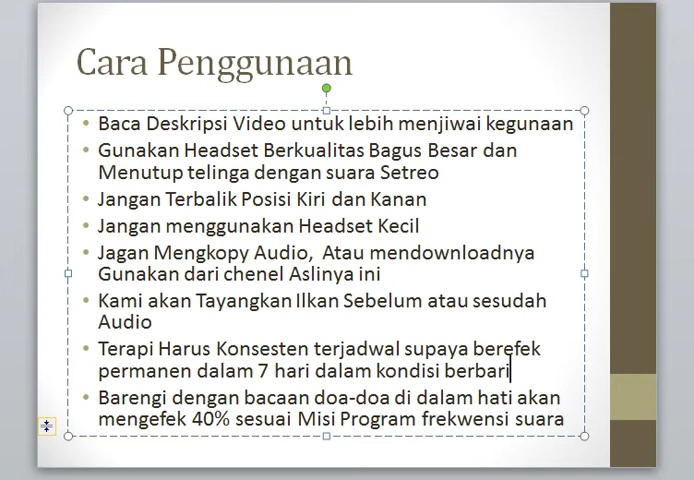 Cara Penggunaan
Baca Deskripsi Video untuk lebih menjiwai kegunaan
Gunakan Headset Berkualitas Bagus Besar dan
Menutup telinga dengan suara Setreo
Jangan Terbalik Posisi Kiri dan Kanan
Jangan menggunakan Headset Kecil
Jagan Mengkopy Audio, Atau mendownloadnya
Gunakan dari chenel Aslinya ini
Kami akan Tayangkan Ilkan Sebelum atau sesudah
Audio
Terapi Harus Konsesten terjadwal supaya berefek
permanen dalam 7 hari dalam kondisi berbari
Barengi dengan bacaan doa-doa di dalam hati akan
mengefek 40% sesuai Misi Program frekwensi suara